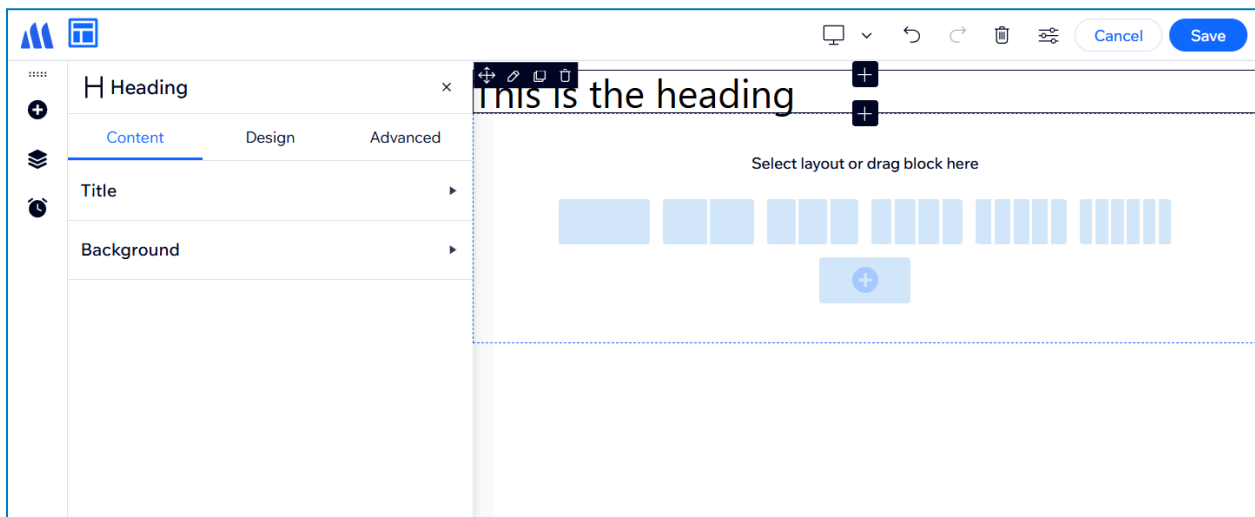 Cancel
Save
Heading
Content Design Advanced
Title
Background
This is the heading
Select layout or drag block here